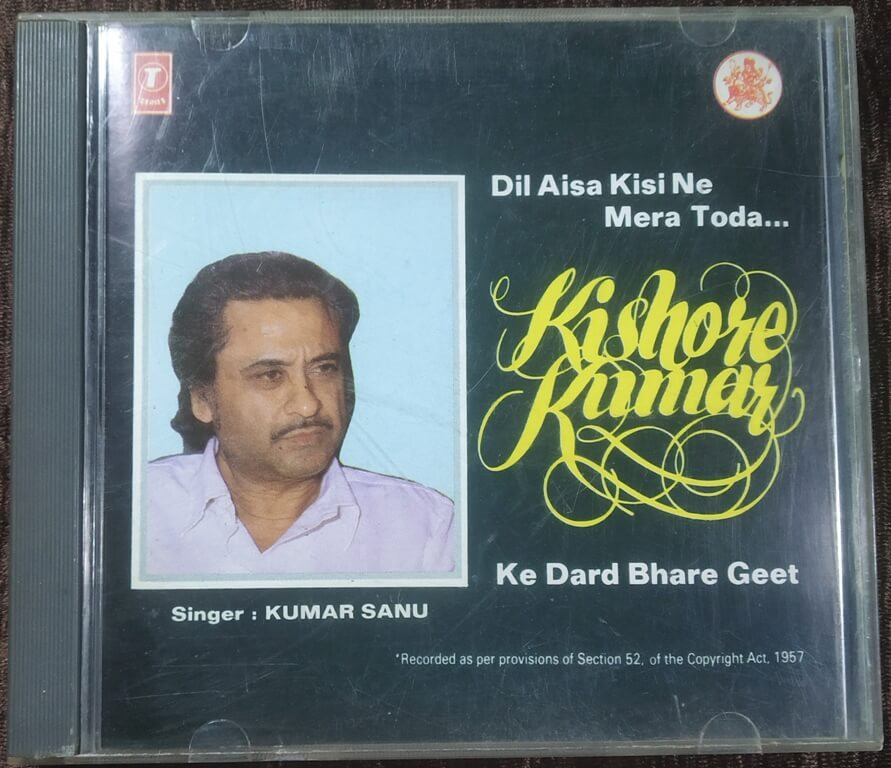 T
SERIES
Dil Aisa Kisi Ne
Mera Toda...
Kishore
Kumar
Ke Dard Bhare Geet
Singer : KUMAR SANU
*Recorded as per provisions of Section 52, of the Copyright Act, 1957